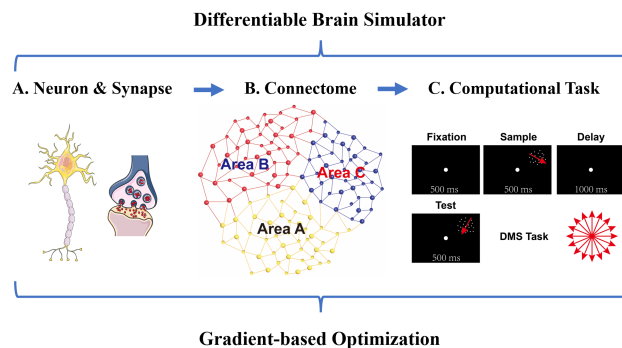 Differentiable Brain Simulator
A. Neuron & Synapse
B. Connectome
C. Computational Task
Fixation
Sample
Delay
500 ms
500 ms
1000 ms
Area B
Area C
Area A
Test
500 ms
DMS Task
Gradient-based Optimization